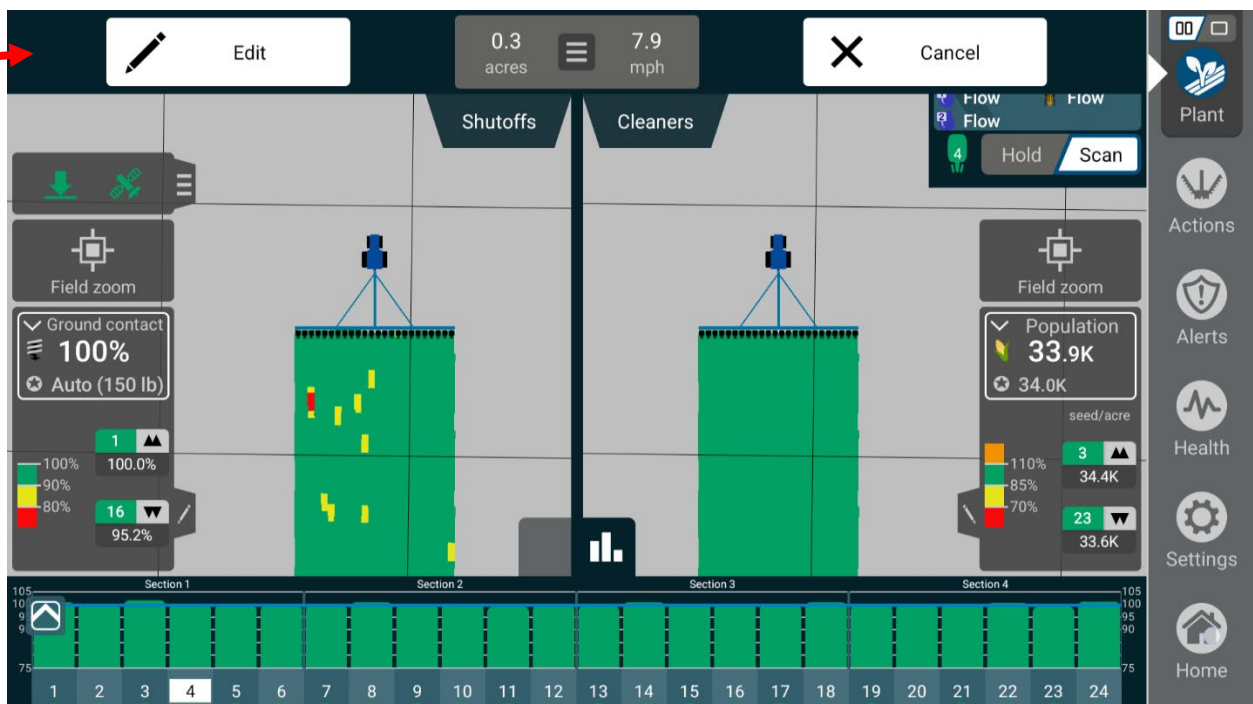 Edit
0.3
acres
7.9
mph
Cancel
Plant
Shutoffs
Cleaners
Flow
Flow
2 Flow
4 Hold Scan
Actions
Field zoom
Field zoom
Ground contact
100%
Auto (150 lb)
Population
33.9K
34.0K
seed/acre
Alerts
1
100.0%
100%
90%
80%
16
95.2%
3
34.4K
110%
85%
70%
23
33.6K
Health
Settings
Section 1 Section 2 Section 3 Section 4
105
100
75
105
100
95
90
75
1 2 3 4 5 6 7 8 9 10 11 12 13 14 15 16 17 18 19 20 21 22 23 24
Home